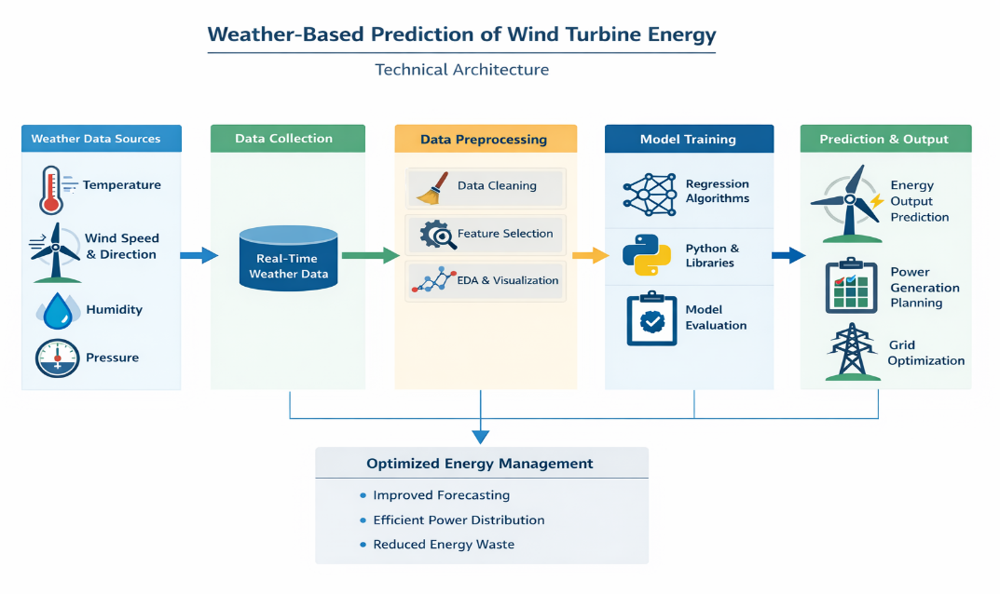 Weather-Based Prediction of Wind Turbine Energy
Technical Architecture
Weather Data Sources
Temperature
Wind Speed
& Direction
Humidity
Pressure
Data Collection
Real-Time
Weather Data
Data Preprocessing
Data Cleaning
Feature Selection
EDA & Visualization
Model Training
Regression
Algorithms
Python &
Libraries
Model
Evaluation
Prediction & Output
Energy
Output
Prediction
Power
Generation
Planning
Grid
Optimization
Optimized Energy Management
• Improved Forecasting
• Efficient Power Distribution
• Reduced Energy Waste